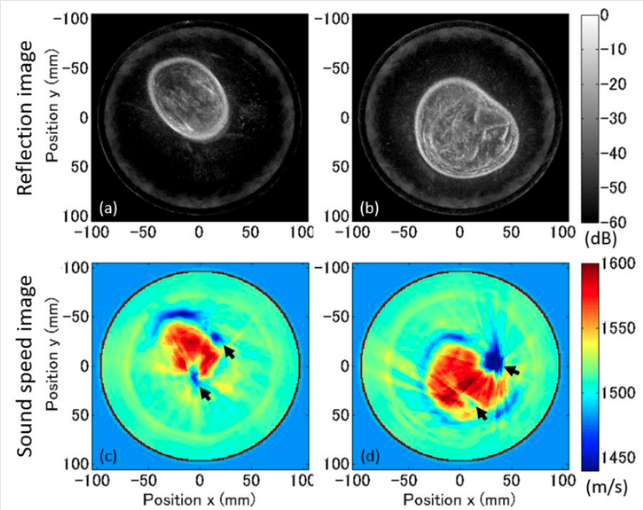 Reflection image
Position y (mm)
-100
-50
0
50
100
(a)
-100 -50 0 50 100
-100
-50
0
50
100
(b)
-100 -50 0 50 100
0
-10
-20
-30
-40
-50
-60
(dB)
Sound speed image
Position y (mm)
-100
-50
0
50
100
(c)
-100 -50 0 50 100
Position x (mm)
-100
-50
0
50
100
(d)
-100 -50 0 50 100
Position x (mm)
1600
1550
1500
1450
(m/s)